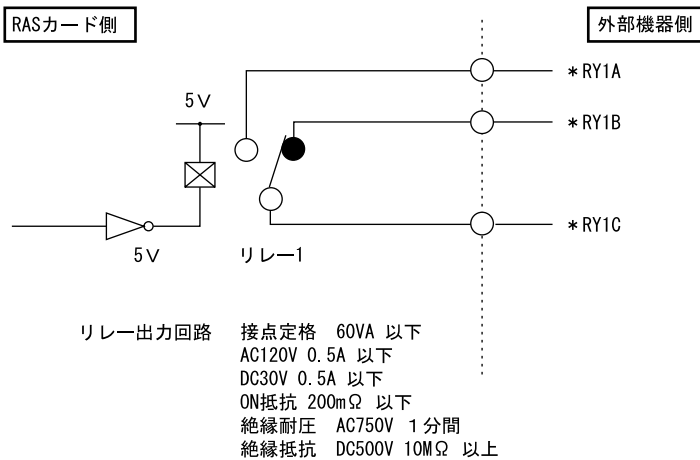 RASカード側
外部機器側
*RY1A
5V
*RY1B
*RY1C
5V
リレー1
リレー出力回路 接点定格 60VA 以下
AC120V 0.5A 以下
DC30V 0.5A 以下
ON抵抗 200mΩ 以下
絶縁耐圧 AC750V 1分間
絶縁抵抗 DC500V 10MΩ 以上